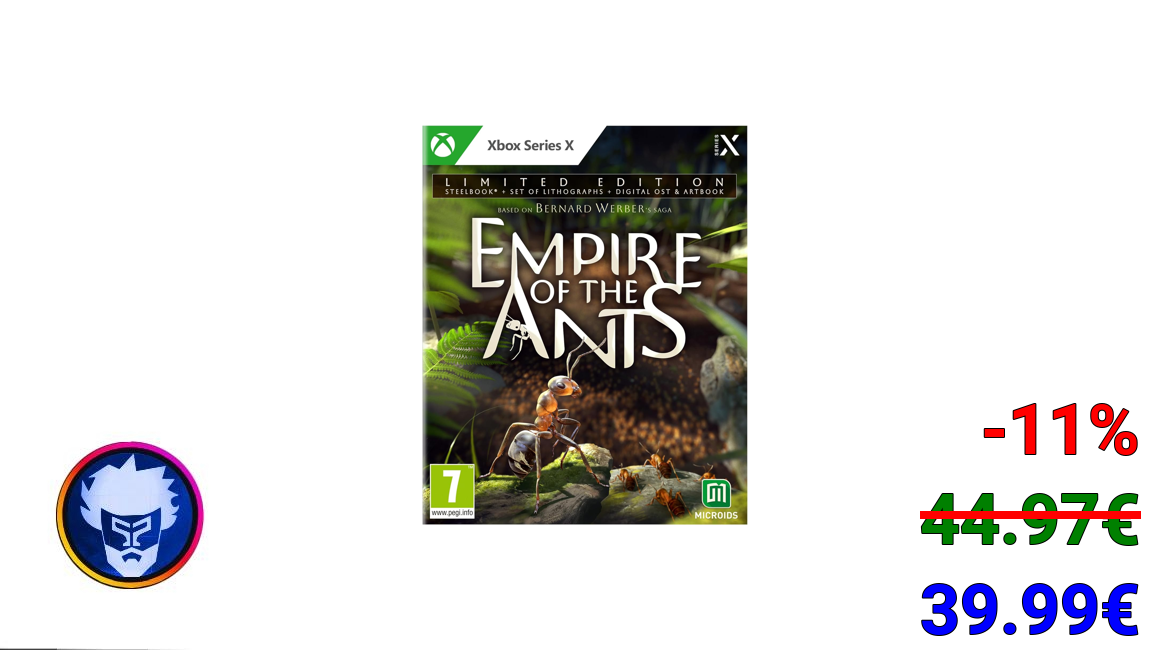 Xbox Series X
SERIES X
LIMITED EDITION
STEELBOOK® + SET OF LITHOGRAPHS + DIGITAL OST & ARTBOOK
BASED ON BERNARD WERBER'S SAGA
EMPIRE
OF THE
ANTS
7
www.pegi.info
MICROIDS
-11%
44.97€
39.99€